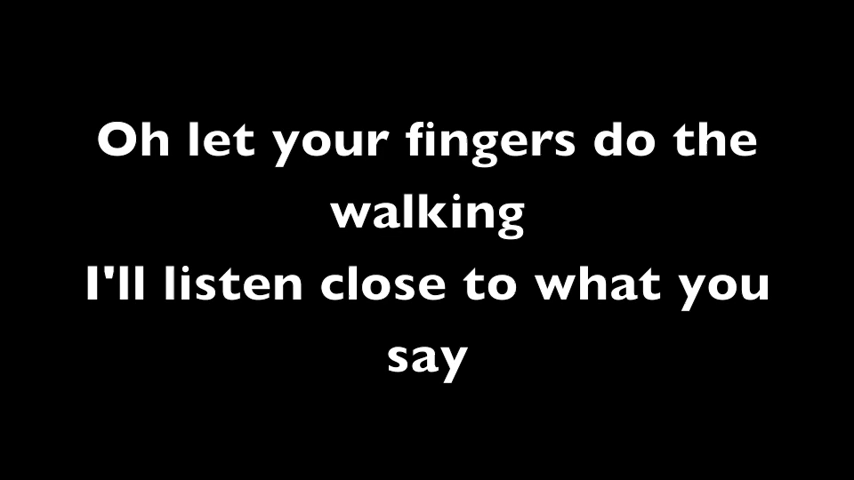 Oh let your fingers do the
walking
I'll listen close to what you
say